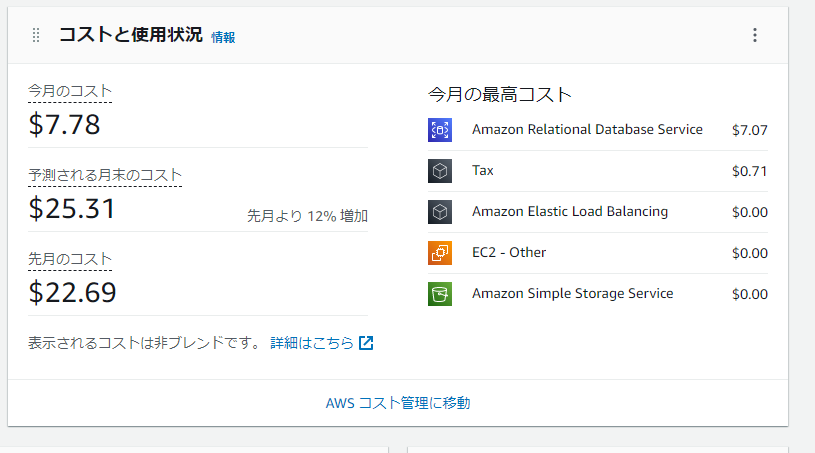 コストと使用状況 情報
今月のコスト
$7.78
予測される月末のコスト
$25.31
先月より 12% 増加
先月のコスト
$22.69
表示されるコストは非ブレンドです。 詳細はこちら
今月の最高コスト
Amazon Relational Database Service $7.07
Tax $0.71
Amazon Elastic Load Balancing $0.00
EC2 - Other $0.00
Amazon Simple Storage Service $0.00
AWS コスト管理に移動